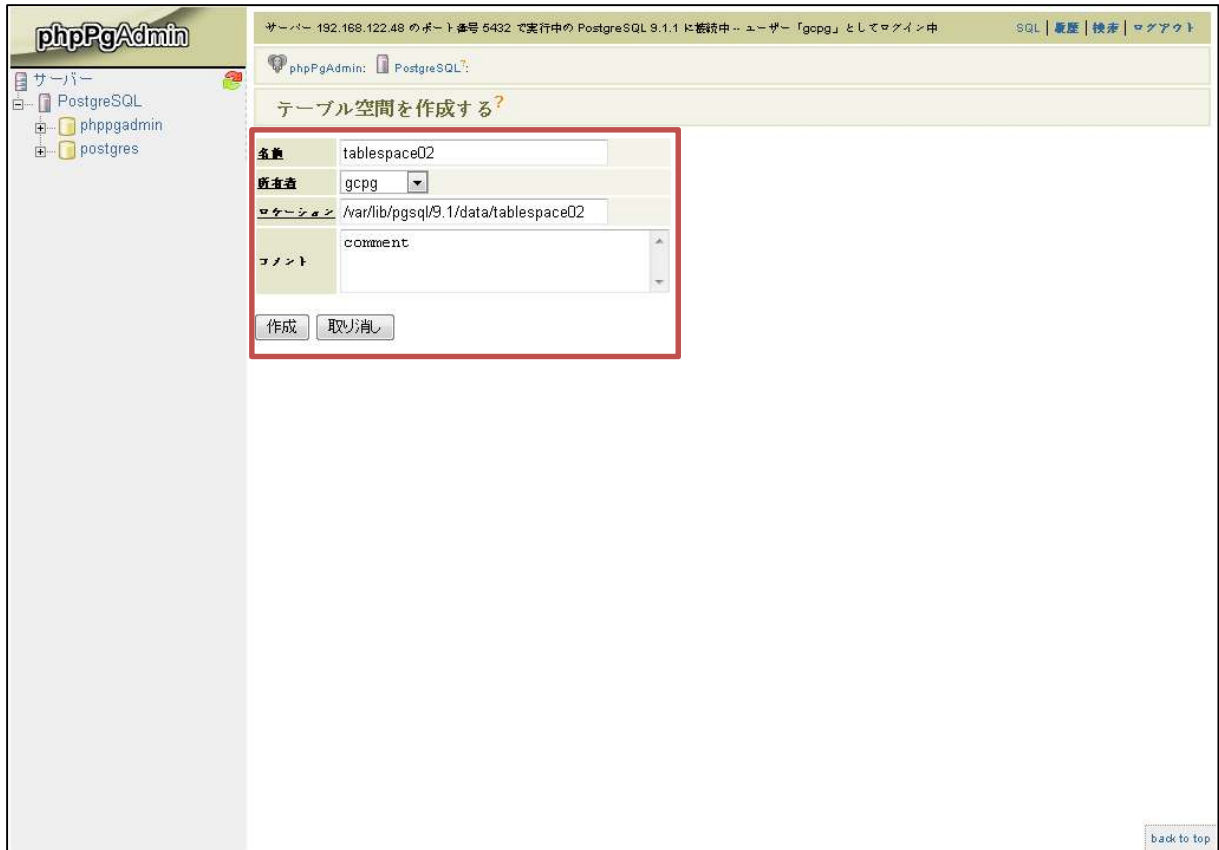 phpPgAdmin
サーバー 192.168.122.48 のポート番号 5432 で実行中の PostgreSQL 9.1.1 に接続中 -- ユーザー「gcpg」としてログイン中
SQL | 履歴 | 検索 | ログアウト
phpPgAdmin: PostgreSQL?:
サーバー
PostgreSQL
phppgadmin
postgres
テーブル空間を作成する?
名前 tablespace02
所有者 gcpg
ロケーション /var/lib/pgsql/9.1/data/tablespace02
コメント comment
作成 取り消し
back to top